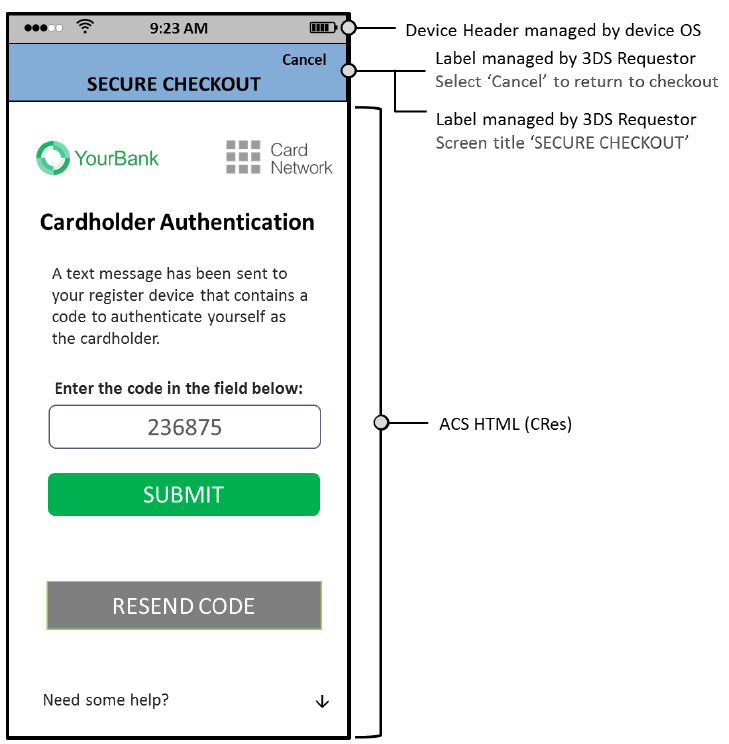 9:23 AM
Cancel
SECURE CHECKOUT
YourBank
Card
Network
Cardholder Authentication
A text message has been sent to
your register device that contains a
code to authenticate yourself as
the cardholder.
Enter the code in the field below:
236875
SUBMIT
RESEND CODE
Need some help?
Device Header managed by device OS
Label managed by 3DS Requestor
Select ‘Cancel’ to return to checkout
Label managed by 3DS Requestor
Screen title ‘SECURE CHECKOUT’
ACS HTML (CRes)